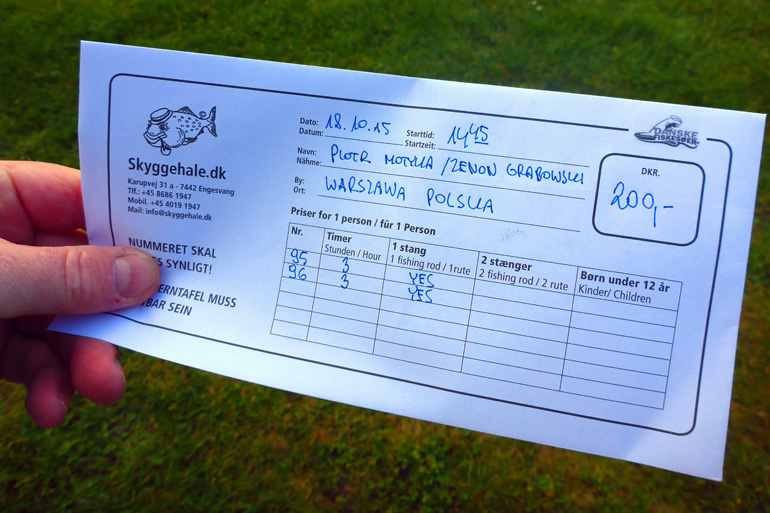 Skyggehale.dk
Karupvej 31 a - 7442 Engesvang
Tlf.: +45 8686 1947
Mobil. +45 4019 1947
Mail: info@skyggehale.dk
NUMMERET SKAL
SYNLIGT!
MUSS
BAR SEIN
Dato: 18.10.15 Starttid: 14 45
Datum: Startzeit:
Navn: PIOTR MOTYLA / ZENON GRABOWSKI
Nähme:
By: WARSZAWA POLSKA
Ort:
DANSKE
FISKESØER
DKR.
200,-
Priser for 1 person / für 1 Person
Nr. Timer 1 stang 2 stænger Børn under 12 år
Stunden / Hour 1 fishing rod / 1rute 2 fishing rod / 2 rute Kinder/ Children
95 3 YES
96 3 YES